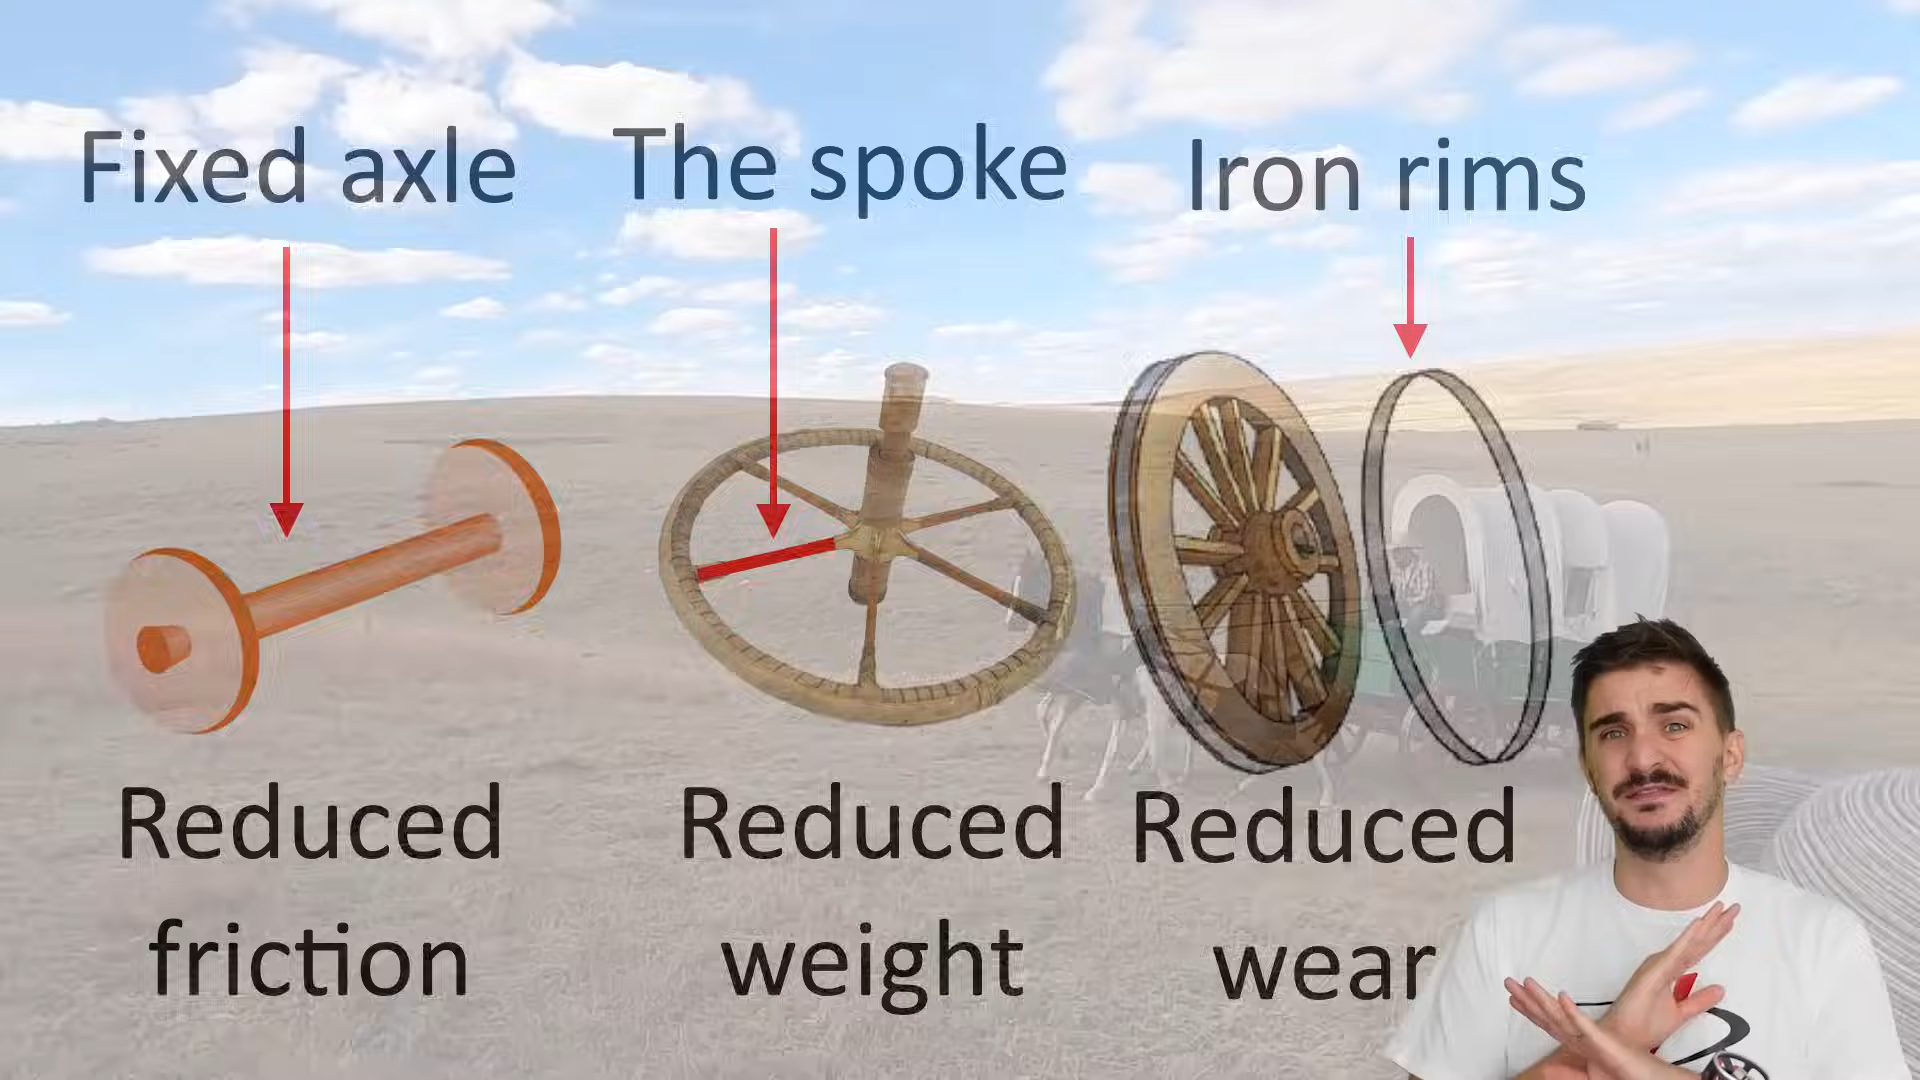 Fixed axle
The spoke
Iron rims
Reduced
friction
Reduced
weight
Reduced
wear